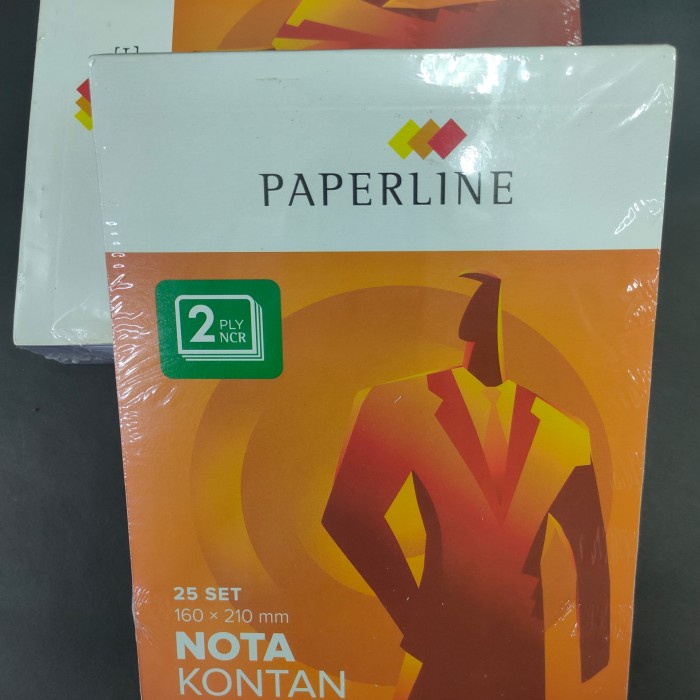 PAPERLINE
2 PLY
NCR
25 SET
160 × 210 mm
NOTA
KONTAN